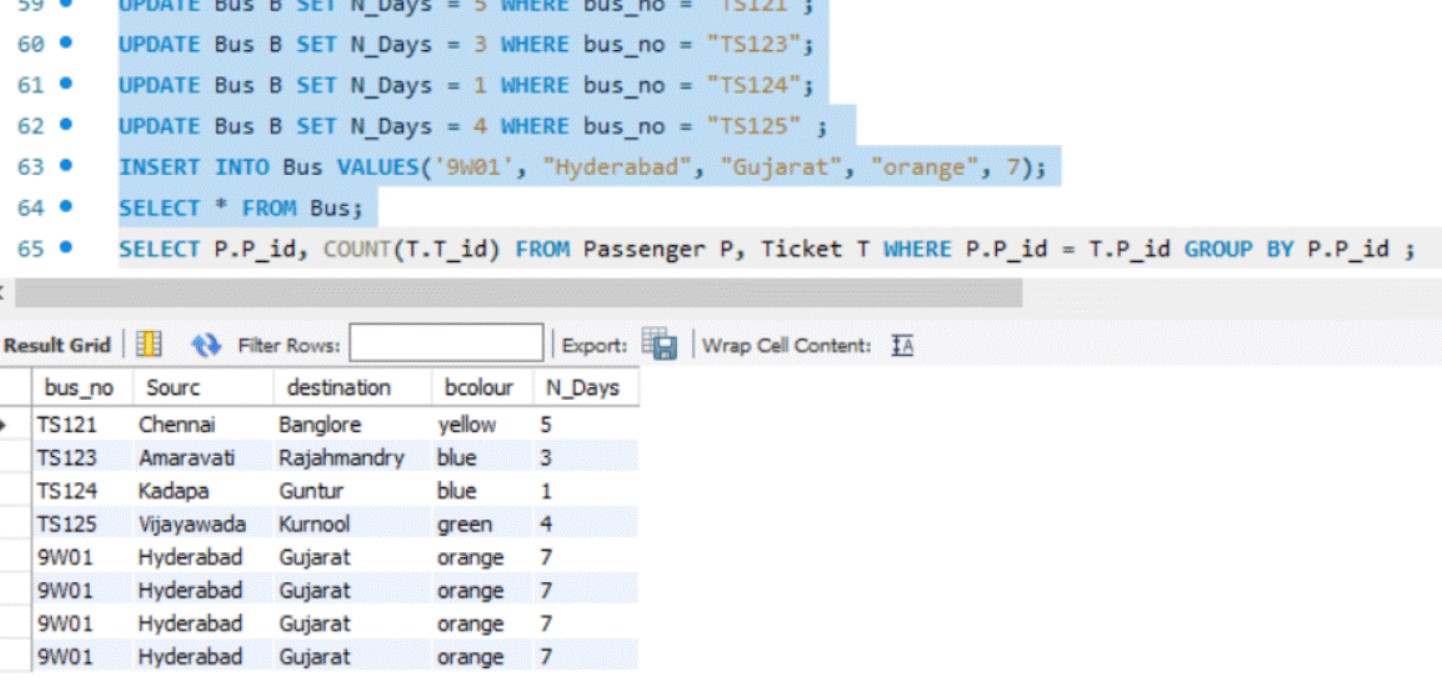 59 UPDATE Bus B SET N_Days = 5 WHERE bus_no = "TS121";
60 UPDATE Bus B SET N_Days = 3 WHERE bus_no = "TS123";
61 UPDATE Bus B SET N_Days = 1 WHERE bus_no = "TS124";
62 UPDATE Bus B SET N_Days = 4 WHERE bus_no = "TS125" ;
63 INSERT INTO Bus VALUES('9W01', "Hyderabad", "Gujarat", "orange", 7);
64 SELECT * FROM Bus;
65 SELECT P.P_id, COUNT(T.T_id) FROM Passenger P, Ticket T WHERE P.P_id = T.P_id GROUP BY P.P_id ;
Result Grid Filter Rows: Export: Wrap Cell Content: IA
bus_no Sourc destination bcolour N_Days
TS121 Chennai Banglore yellow 5
TS123 Amaravati Rajahmandry blue 3
TS124 Kadapa Guntur blue 1
TS125 Vijayawada Kurnool green 4
9W01 Hyderabad Gujarat orange 7
9W01 Hyderabad Gujarat orange 7
9W01 Hyderabad Gujarat orange 7
9W01 Hyderabad Gujarat orange 7